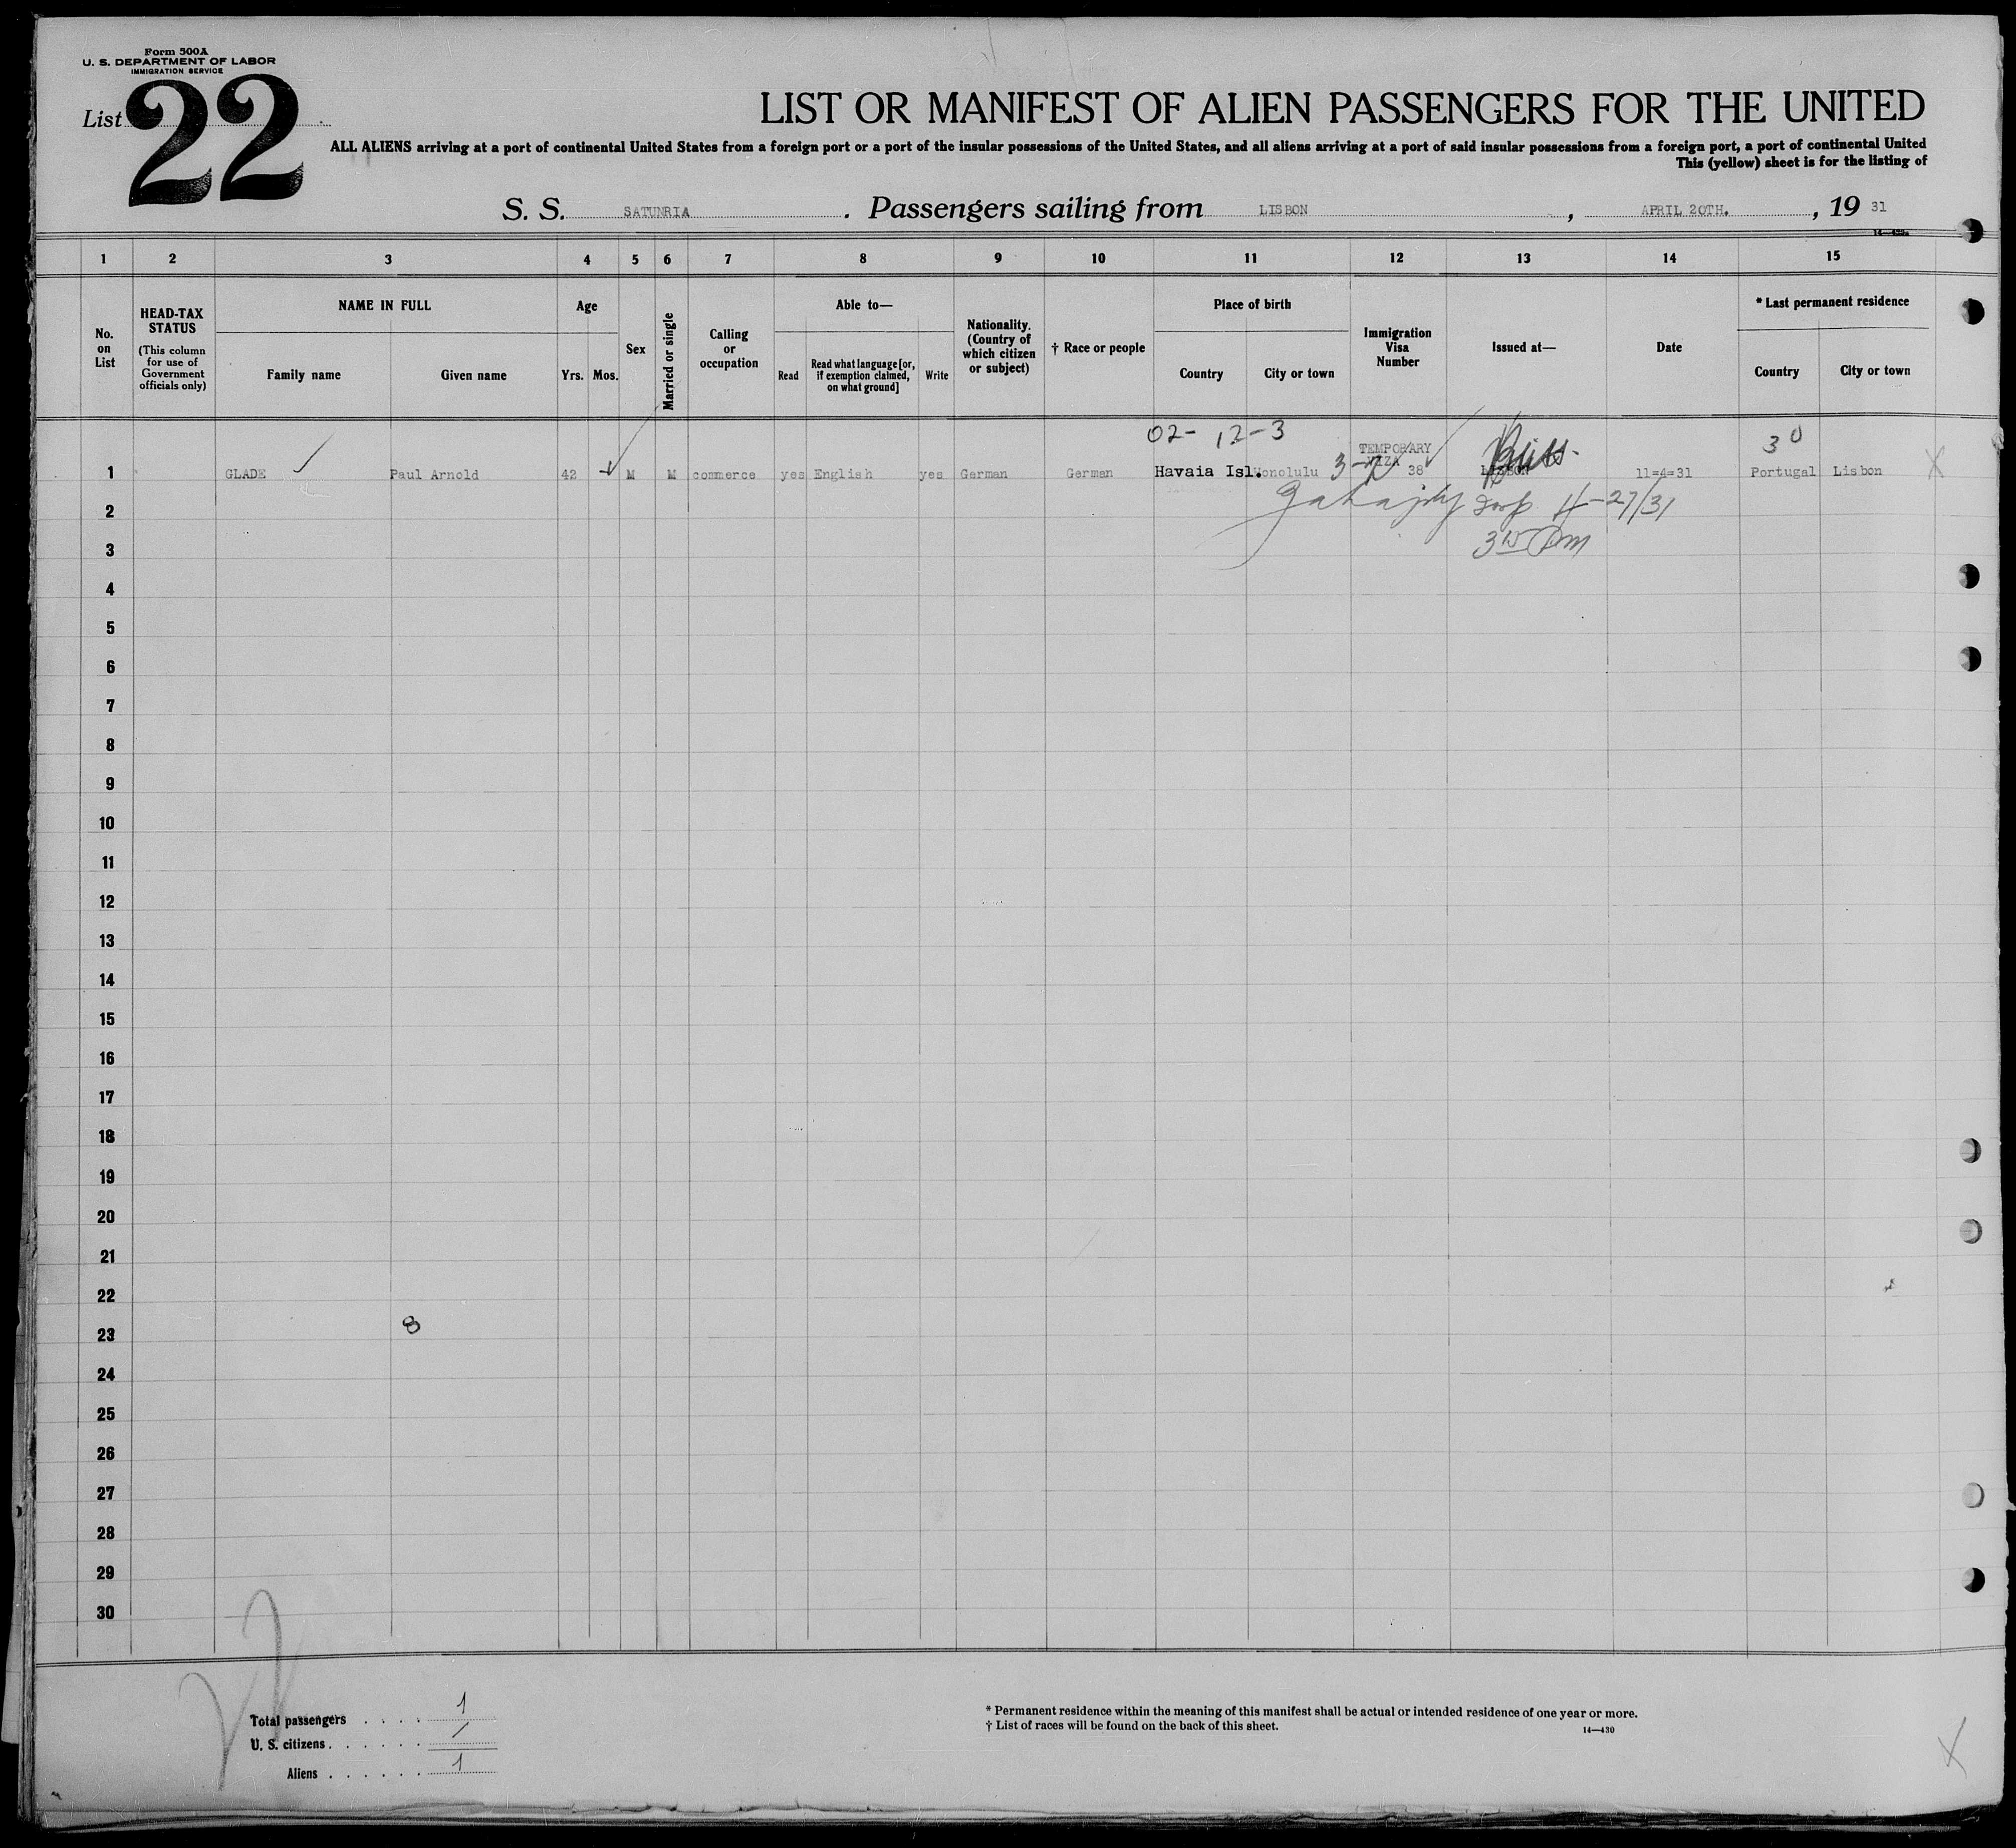 Form 500A
U. S. DEPARTMENT OF LABOR
IMMIGRATION SERVICE
List 22
LIST OR MANIFEST OF ALIEN PASSENGERS FOR THE UNITED
ALL ALIENS arriving at a port of continental United States from a foreign port or a port of the insular possessions of the United States, and all aliens arriving at a port of said insular possessions from a foreign port, a port of continental United
This (yellow) sheet is for the listing of
S. S. SATUNRIA . Passengers sailing from LISBON , APRIL 20TH. , 19 31
1 2 3 4 5 6 7 8 9 10 11 12 13 14 15
No. on List
HEAD-TAX STATUS
(This column for use of Government officials only)
NAME IN FULL
Family name Given name
Age
Yrs. Mos.
Sex
Married or single
Calling or occupation
Able to—
Read Read what language [or, if exemption claimed, on what ground] Write
Nationality. (Country of which citizen or subject)
† Race or people
Place of birth
Country City or town
Immigration Visa Number
Issued at—
Date
* Last permanent residence
Country City or town
02- 12-3 30
TEMPORARY
VIZA
1 GLADE Paul Arnold 42 M M commerce yes English yes German German Havaia Isl. Honolulu 38 LISBON 11=4=31 Portugal Lisbon X
4-27/31
2
3
4
5
6
7
8
9
10
11
12
13
14
15
16
17
18
19
20
21
22
23 8
24
25
26
27
28
29
30
Total passengers . . . . 1
U. S. citizens . . . . . . /
Aliens . . . . . . 1
* Permanent residence within the meaning of this manifest shall be actual or intended residence of one year or more.
† List of races will be found on the back of this sheet.
14—430
X